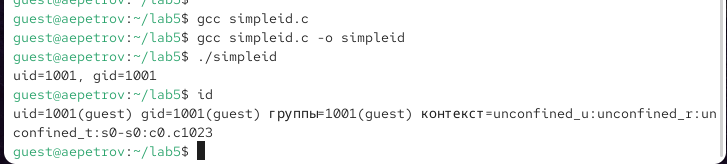 guest@aepetrov:~/lab5$ gcc simpleid.c
guest@aepetrov:~/lab5$ gcc simpleid.c -o simpleid
guest@aepetrov:~/lab5$ ./simpleid
uid=1001, gid=1001
guest@aepetrov:~/lab5$ id
uid=1001(guest) gid=1001(guest) группы=1001(guest) контекст=unconfined_u:unconfined_r:un
confined_t:s0-s0:c0.c1023
guest@aepetrov:~/lab5$